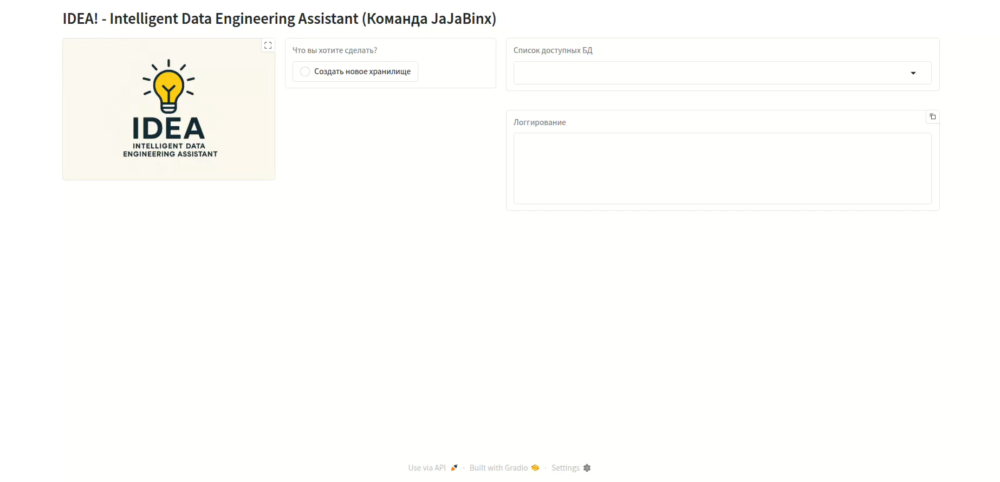 IDEA! - Intelligent Data Engineering Assistant (Команда JaJaBinx)
IDEA
INTELLIGENT DATA
ENGINEERING ASSISTANT
Что вы хотите сделать?
Создать новое хранилище
Список доступных БД
Логгирование
Use via API · Built with Gradio · Settings